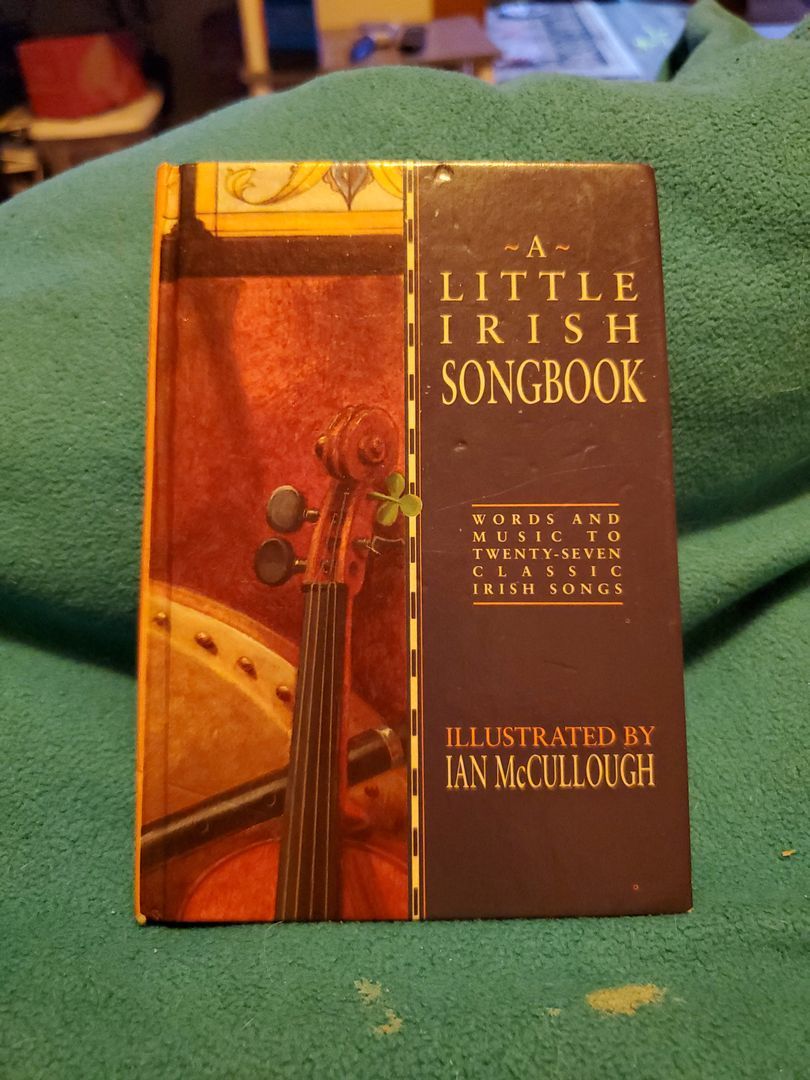 ~A~
LITTLE
IRISH
SONGBOOK
WORDS AND
MUSIC TO
TWENTY-SEVEN
CLASSIC
IRISH SONGS
ILLUSTRATED BY
IAN McCULLOUGH